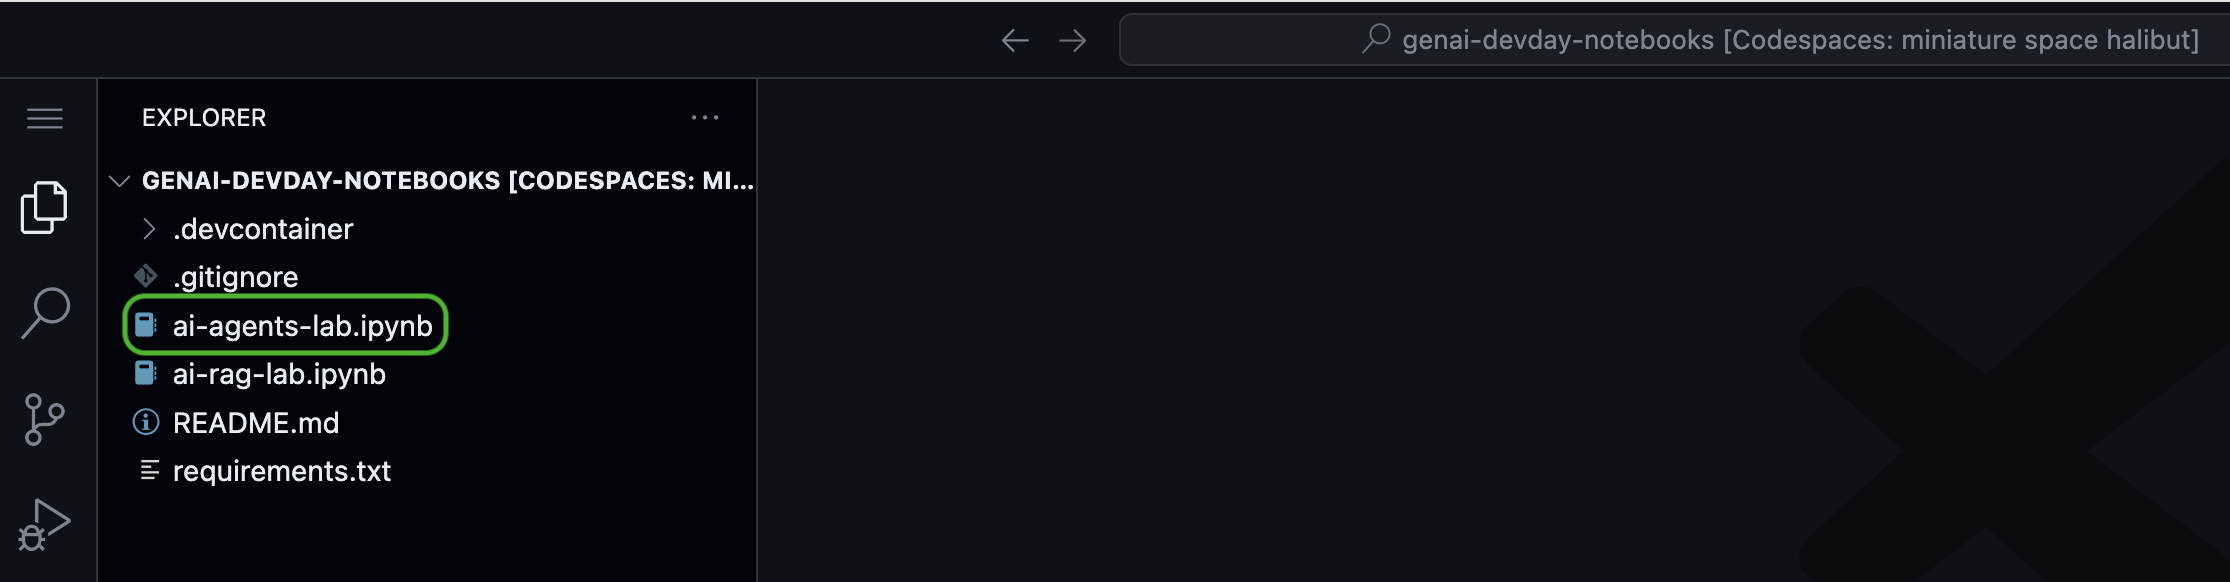 genai-devday-notebooks [Codespaces: miniature space halibut]
EXPLORER
GENAI-DEVDAY-NOTEBOOKS [CODESPACES: MI...
.devcontainer
.gitignore
ai-agents-lab.ipynb
ai-rag-lab.ipynb
README.md
requirements.txt